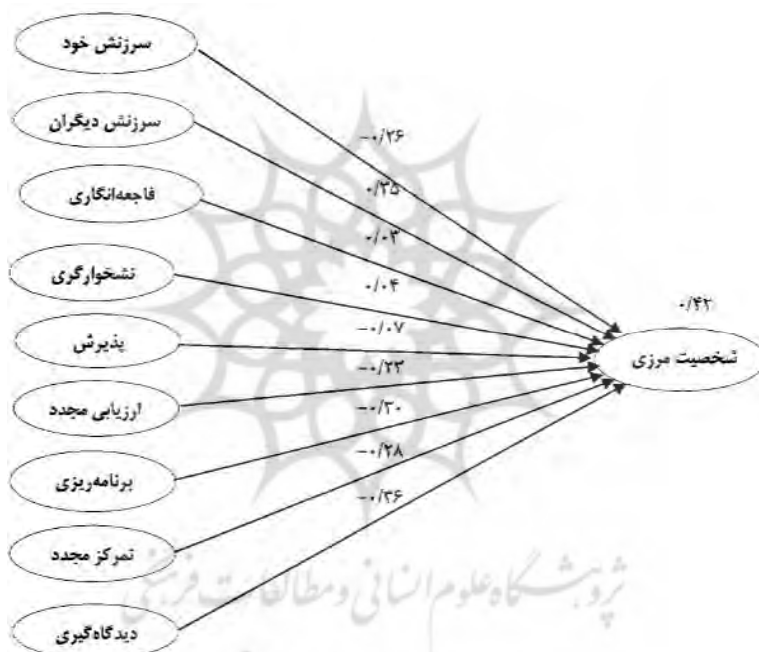 سرزنش خود
سرزنش دیگران
-۰/۲۶
فاجعه‌انگاری
۰/۳۵
۰/۰۳
نشخوارگری
۰/۰۴
۰/۴۲
پذیرش
-۰/۰۷
شخصیت مرزی
-۰/۲۳
ارزیابی مجدد
-۰/۳۰
برنامه‌ریزی
-۰/۲۸
-۰/۳۶
تمرکز مجدد
پژوهشگاه علوم انسانی و مطالعات فرهنگی
دیدگاه‌گیری